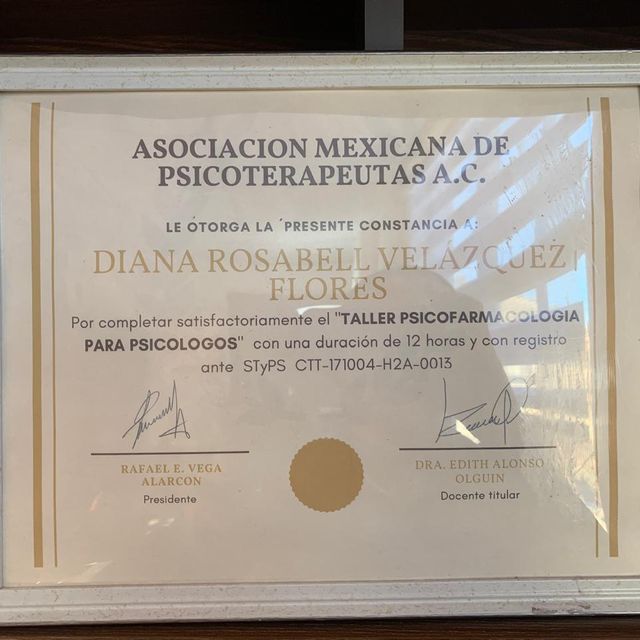 ASOCIACION MEXICANA DE
PSICOTERAPEUTAS A.C.
LE OTORGA LA ´PRESENTE CONSTANCIA A:
DIANA ROSABELL VELAZQUEZ
FLORES
Por completar satisfactoriamente el "TALLER PSICOFARMACOLOGIA
PARA PSICOLOGOS" con una duración de 12 horas y con registro
ante STyPS CTT-171004-H2A-0013
RAFAEL E. VEGA
ALARCON
Presidente
DRA. EDITH ALONSO
OLGUIN
Docente titular